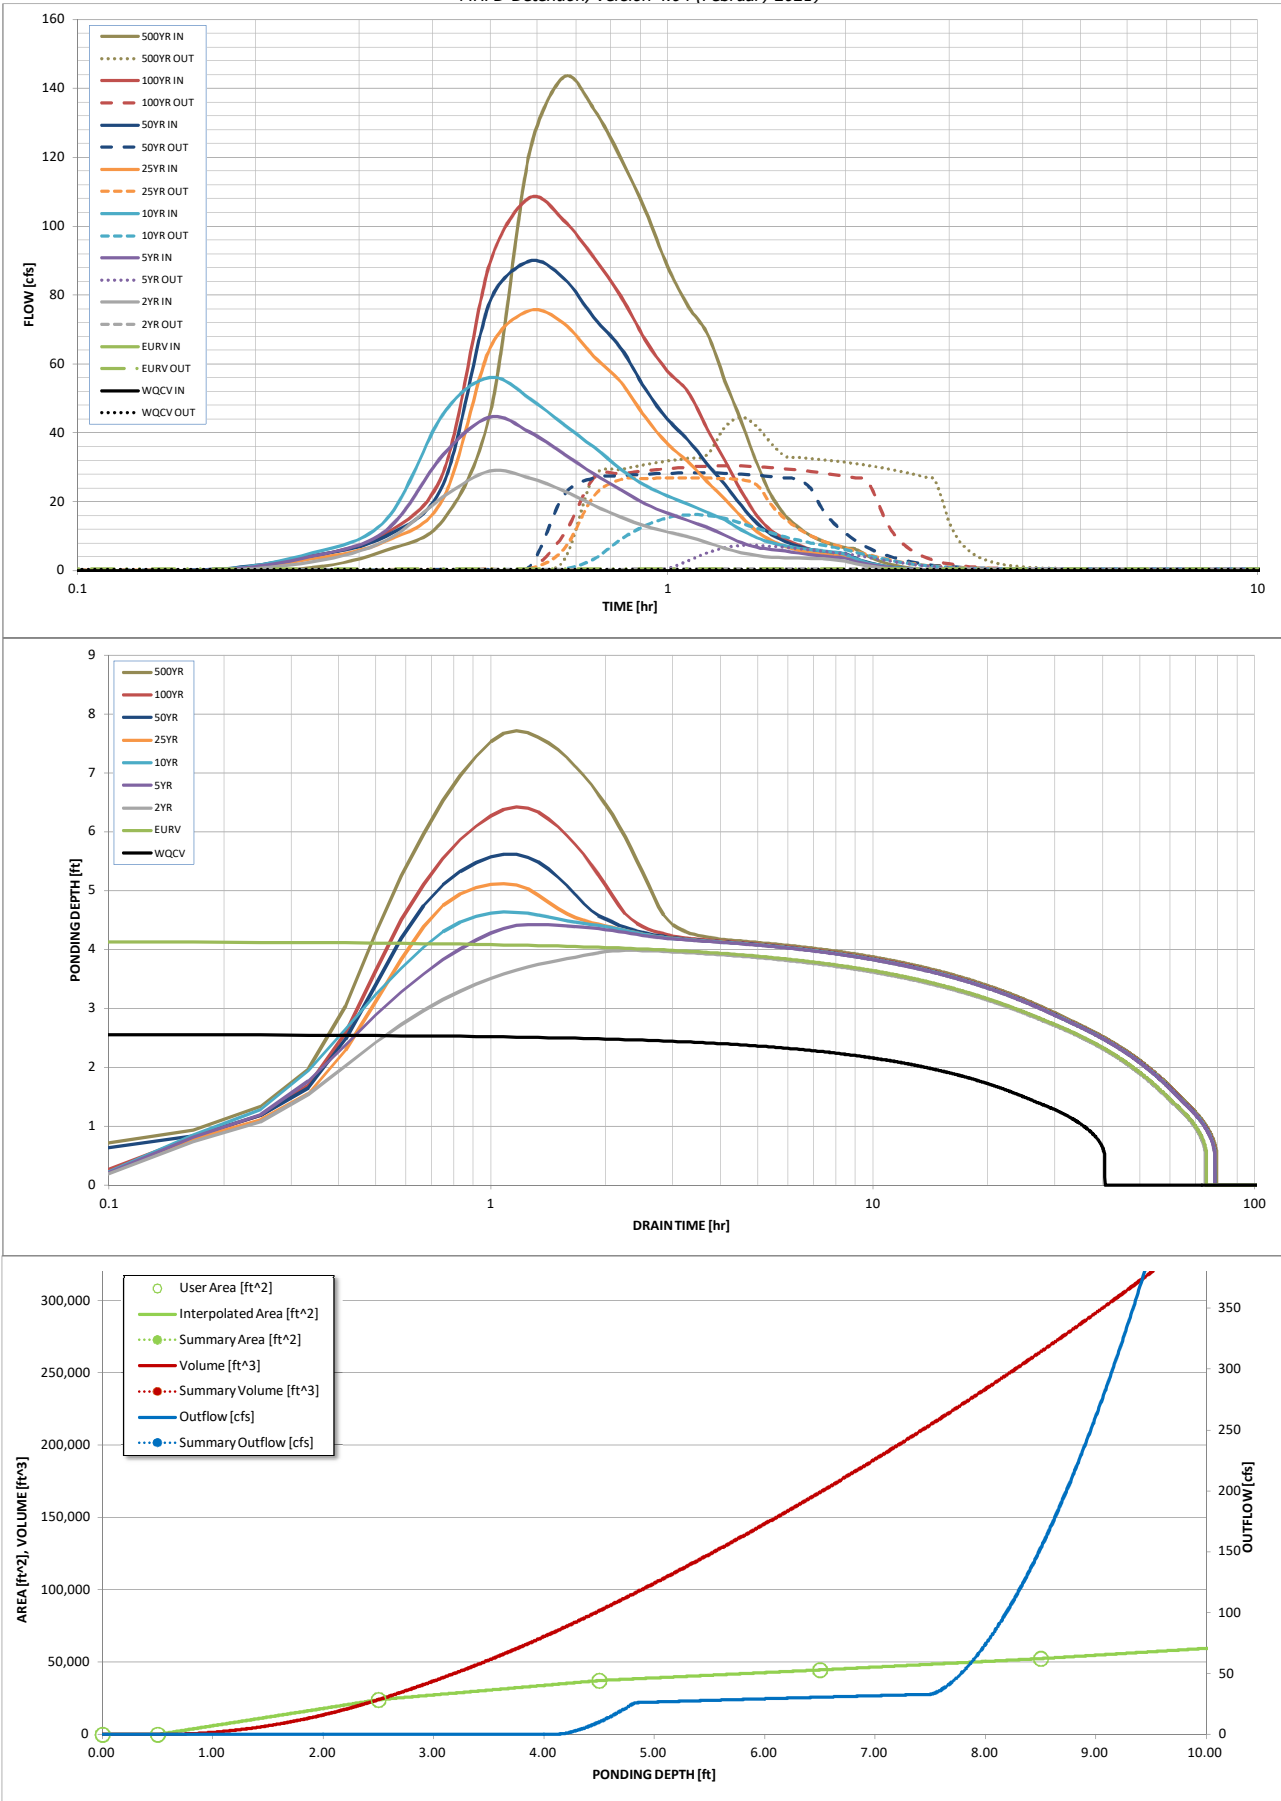 MHFD-Detention, Version 4.04 (February 2021)
160
140
120
100
80
60
40
20
0
FLOW [cfs]
500YR IN
500YR OUT
100YR IN
100YR OUT
50YR IN
50YR OUT
25YR IN
25YR OUT
10YR IN
10YR OUT
5YR IN
5YR OUT
2YR IN
2YR OUT
EURV IN
EURV OUT
WQCV IN
WQCV OUT
0.1
1
10
TIME [hr]
9
8
7
6
5
4
3
2
1
0
PONDING DEPTH [ft]
500YR
100YR
50YR
25YR
10YR
5YR
2YR
EURV
WQCV
0.1
1
10
100
DRAIN TIME [hr]
300,000
250,000
200,000
150,000
100,000
50,000
0
AREA [ft^2], VOLUME [ft^3]
User Area [ft^2]
Interpolated Area [ft^2]
Summary Area [ft^2]
Volume [ft^3]
Summary Volume [ft^3]
Outflow [cfs]
Summary Outflow [cfs]
350
300
250
200
150
100
50
0
OUTFLOW [cfs]
0.00
1.00
2.00
3.00
4.00
5.00
6.00
7.00
8.00
9.00
10.00
PONDING DEPTH [ft]